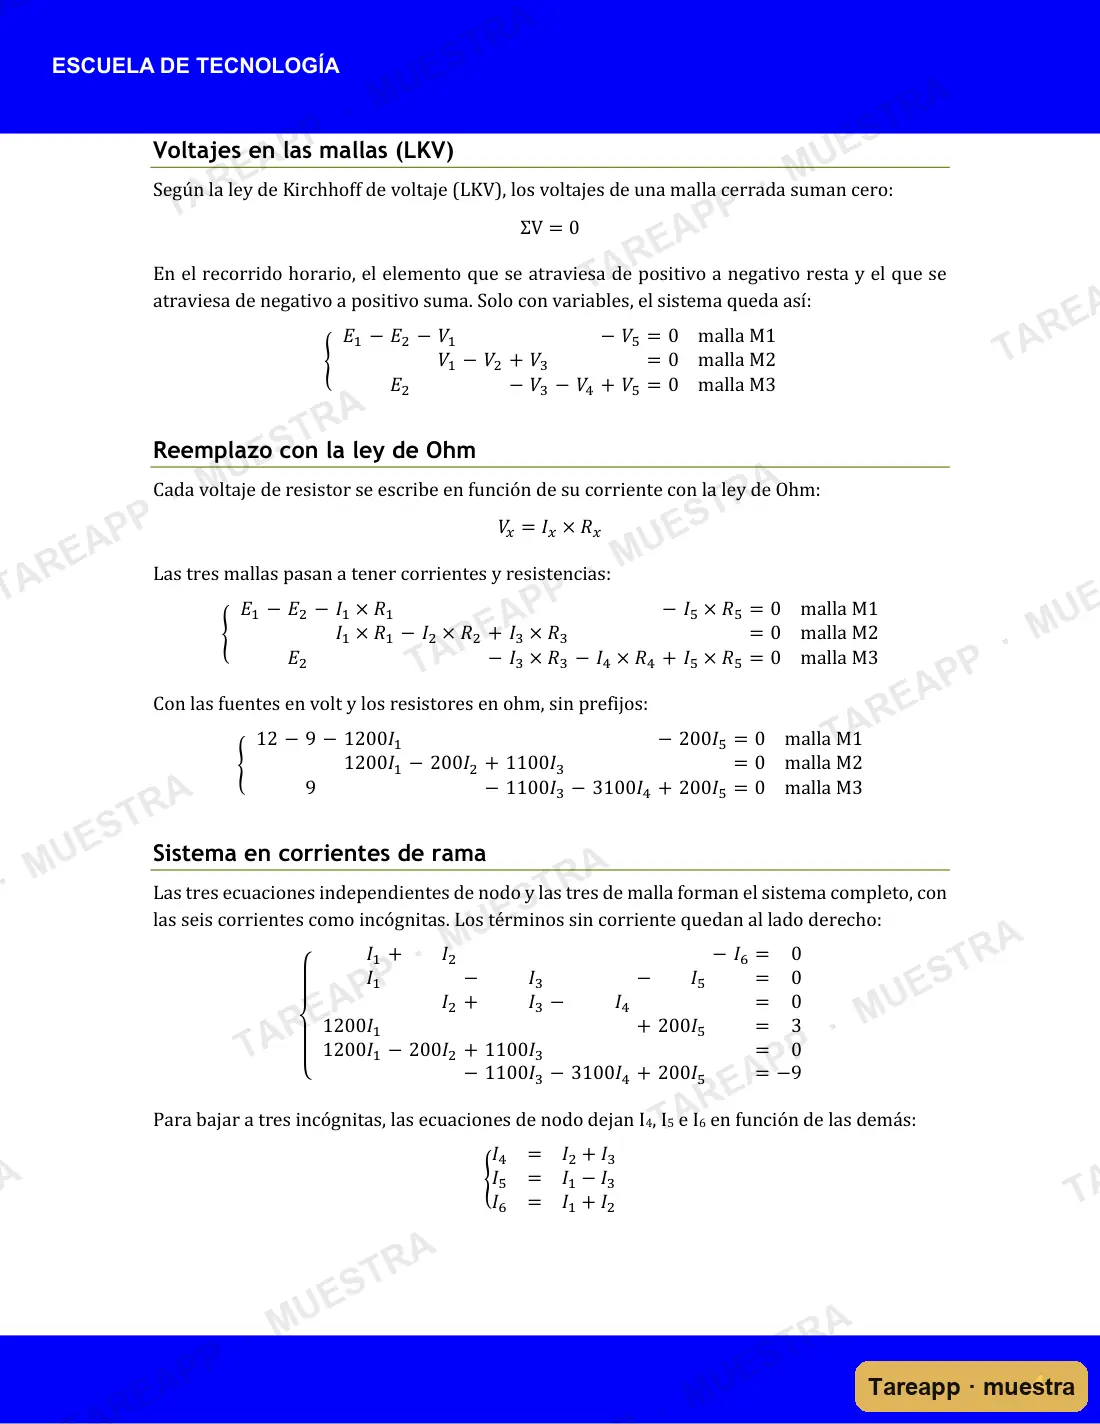 ESCUELA DE TECNOLOGÍA
Voltajes en las mallas (LKV)
Según la ley de Kirchhoff de voltaje (LKV), los voltajes de una malla cerrada suman cero:
ΣV = 0
En el recorrido horario, el elemento que se atraviesa de positivo a negativo resta y el que se
atraviesa de negativo a positivo suma. Solo con variables, el sistema queda así:
E₁ − E₂ − V₁ − V₅ = 0 malla M1
V₁ − V₂ + V₃ = 0 malla M2
E₂ − V₃ − V₄ + V₅ = 0 malla M3
Reemplazo con la ley de Ohm
Cada voltaje de resistor se escribe en función de su corriente con la ley de Ohm:
Vₓ = Iₓ × Rₓ
Las tres mallas pasan a tener corrientes y resistencias:
E₁ − E₂ − I₁ × R₁ − I₅ × R₅ = 0 malla M1
I₁ × R₁ − I₂ × R₂ + I₃ × R₃ = 0 malla M2
E₂ − I₃ × R₃ − I₄ × R₄ + I₅ × R₅ = 0 malla M3
Con las fuentes en volt y los resistores en ohm, sin prefijos:
12 − 9 − 1200I₁ − 200I₅ = 0 malla M1
1200I₁ − 200I₂ + 1100I₃ = 0 malla M2
9 − 1100I₃ − 3100I₄ + 200I₅ = 0 malla M3
Sistema en corrientes de rama
Las tres ecuaciones independientes de nodo y las tres de malla forman el sistema completo, con
las seis corrientes como incógnitas. Los términos sin corriente quedan al lado derecho:
I₁ + I₂ − I₆ = 0
I₁ − I₃ − I₅ = 0
I₂ + I₃ − I₄ = 0
1200I₁ + 200I₅ = 3
1200I₁ − 200I₂ + 1100I₃ = 0
− 1100I₃ − 3100I₄ + 200I₅ = −9
Para bajar a tres incógnitas, las ecuaciones de nodo dejan I₄, I₅ e I₆ en función de las demás:
I₄ = I₂ + I₃
I₅ = I₁ − I₃
I₆ = I₁ + I₂
Tareapp · muestra